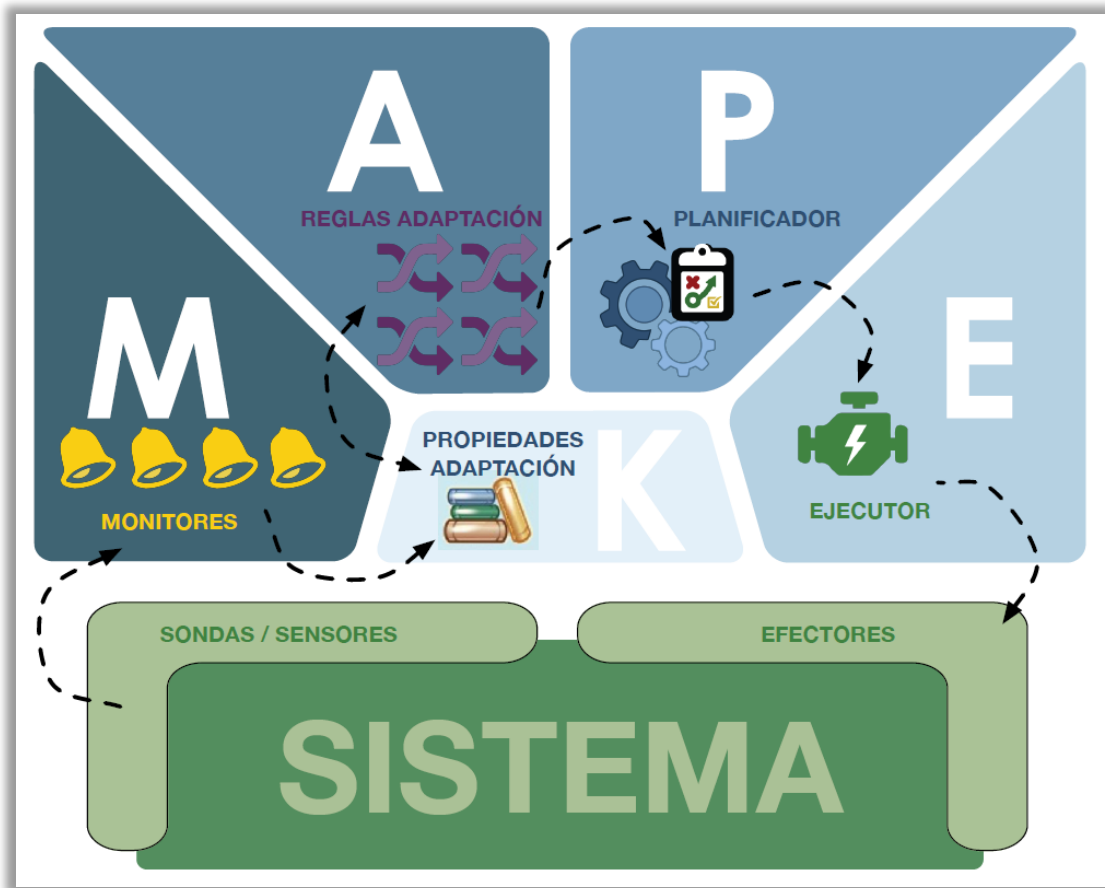 A
P
REGLAS ADAPTACIÓN
PLANIFICADOR
M
E
PROPIEDADES
ADAPTACIÓN
K
MONITORES
EJECUTOR
SONDAS / SENSORES
EFECTORES
SISTEMA